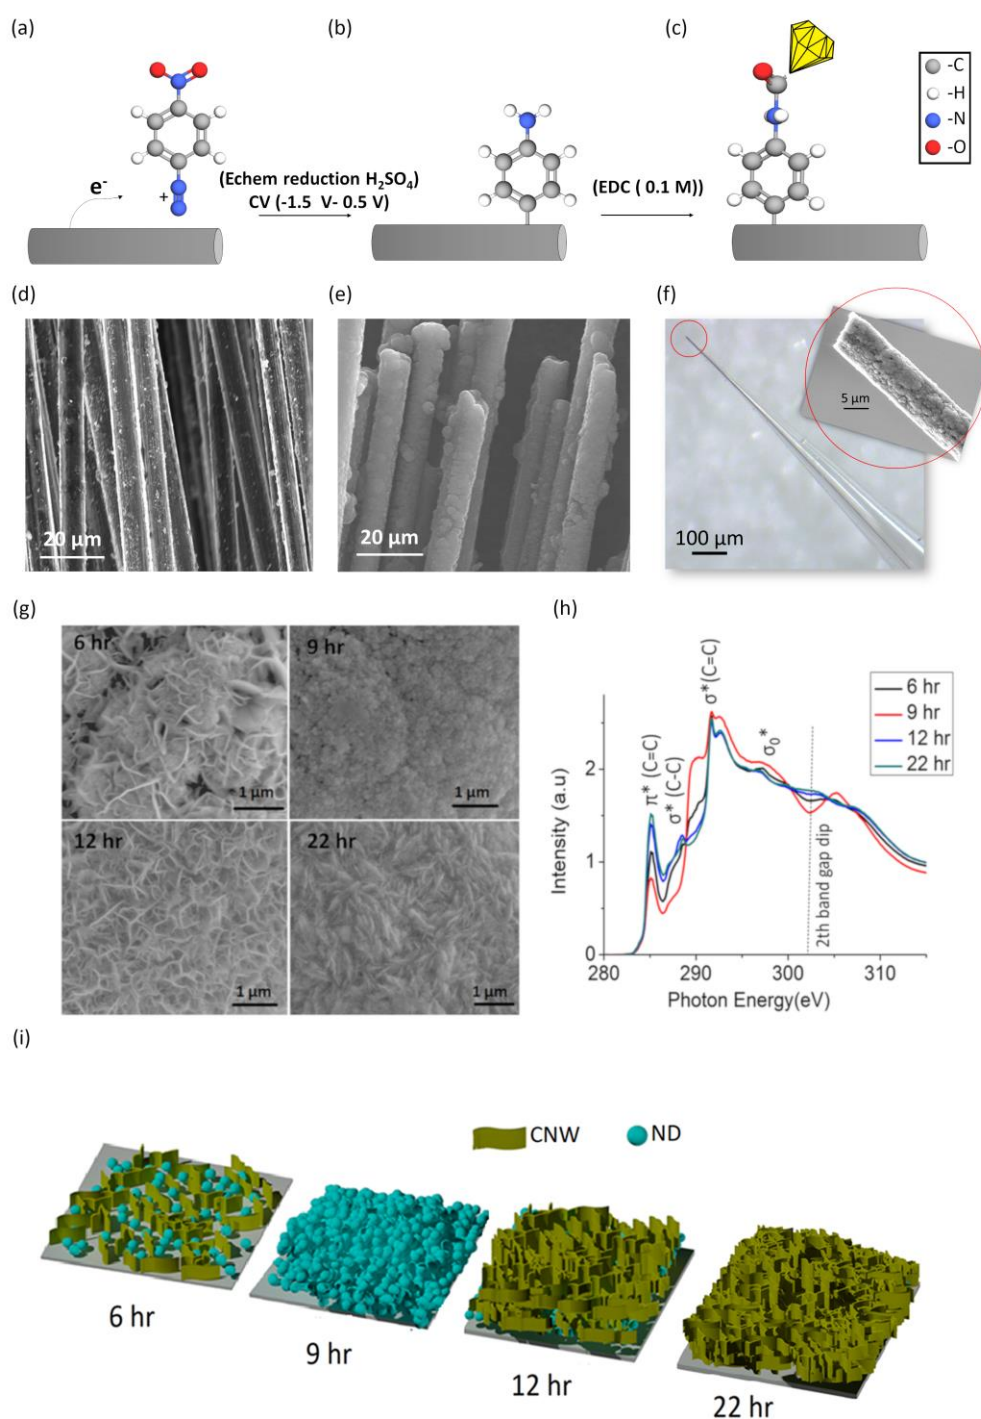 (a)
(b)
(c)
-C
-H
-N
-O
e-
+
(Echem reduction H₂SO₄)
CV (-1.5 V- 0.5 V)
(EDC ( 0.1 M))
(d)
(e)
(f)
20 µm
20 µm
5 µm
100 µm
(g)
6 hr
9 hr
1 µm
1 µm
12 hr
22 hr
1 µm
1 µm
(h)
Intensity (a.u)
2
1
0
280
290
300
310
Photon Energy(eV)
π* (C=C)
σ* (C-C)
σ* (C=C)
σ₀*
2th band gap dip
6 hr
9 hr
12 hr
22 hr
(i)
CNW
ND
6 hr
9 hr
12 hr
22 hr